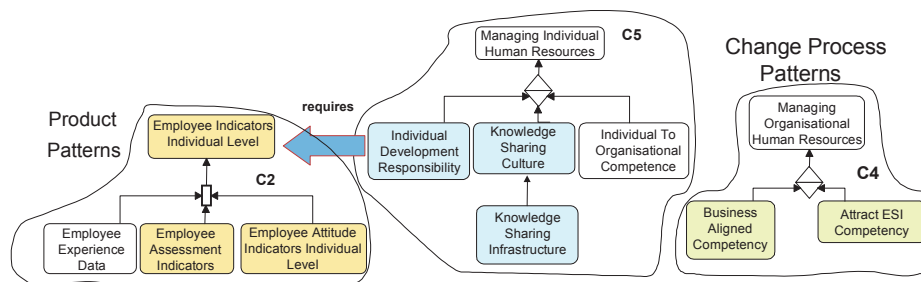 Managing Individual
Human Resources
C5
Change Process
Patterns
requires
Product
Patterns
Employee Indicators
Individual Level
Individual
Development
Responsibility
Knowledge
Sharing
Culture
Individual To
Organisational
Competence
Managing
Organisational
Human Resources
C2
C4
Employee
Experience
Data
Employee
Assessment
Indicators
Employee Attitude
Indicators Individual
Level
Knowledge
Sharing
Infrastructure
Business
Aligned
Competency
Attract ESI
Competency